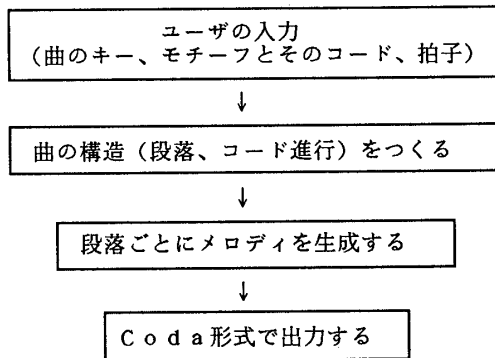 ユーザの入力
(曲のキー、モチーフとそのコード、拍子)
↓
曲の構造(段落、コード進行)をつくる
↓
段落ごとにメロディを生成する
↓
Coda形式で出力する